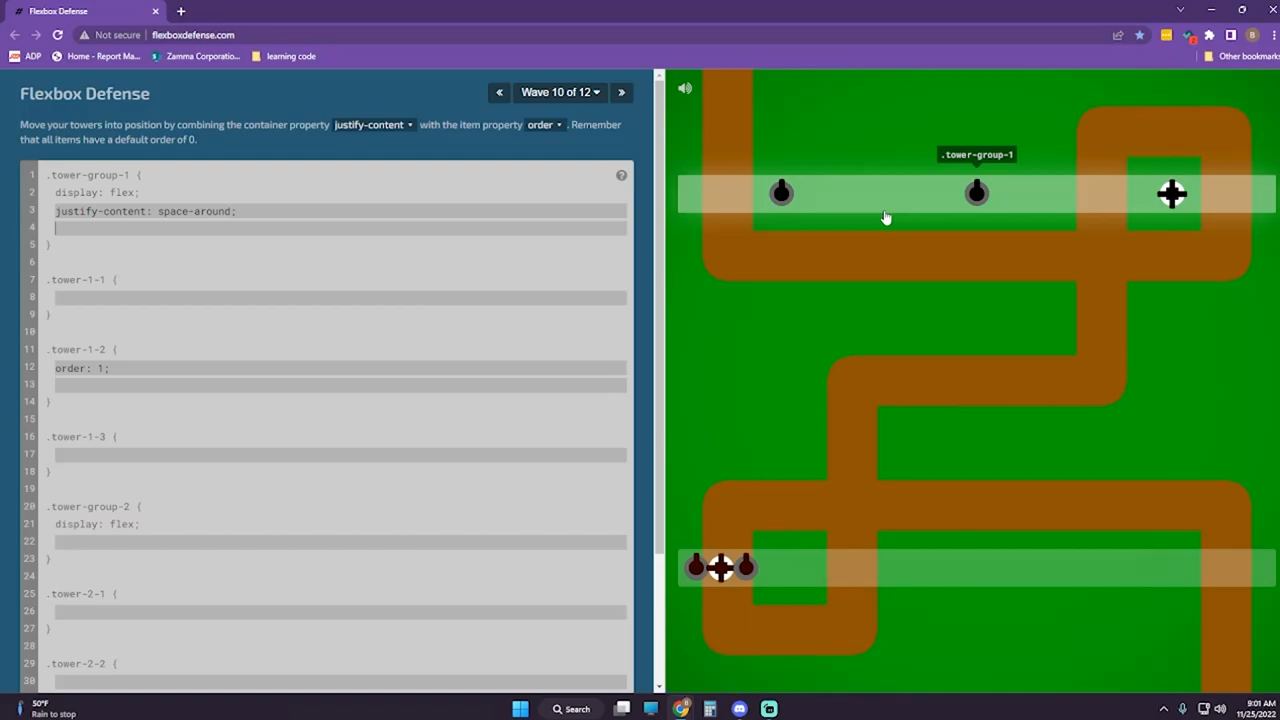 Flexbox Defense
Not secure
flexboxdefense.com
B
ADP
ADP
Home - Report Ma...
Zamma Corporatio...
learning code
Other bookmarks
Flexbox Defense
«
Wave 10 of 12
»
Move your towers into position by combining the container property justify-content with the item property order . Remember
that all items have a default order of 0.
1 .tower-group-1 {
2 display: flex;
3 justify-content: space-around;
4
5 }
6
7 .tower-1-1 {
8
9 }
10
11 .tower-1-2 {
12 order: 1;
13
14 }
15
16 .tower-1-3 {
17
18 }
19
20 .tower-group-2 {
21 display: flex;
22
23 }
24
25 .tower-2-1 {
26
27 }
28
29 .tower-2-2 {
30
?
.tower-group-1
50°F
Rain to stop
Search
9:01 AM
11/25/2022